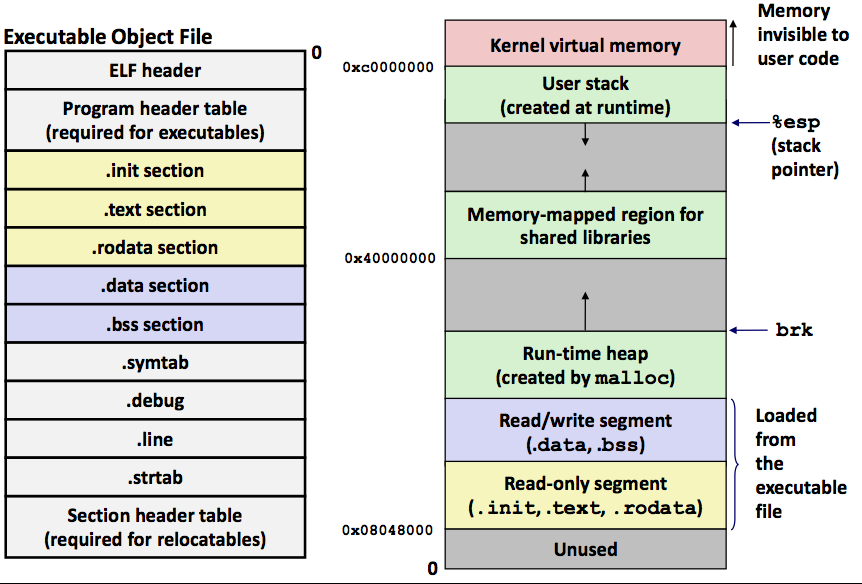 Executable Object File
0
ELF header
Program header table
(required for executables)
.init section
.text section
.rodata section
.data section
.bss section
.symtab
.debug
.line
.strtab
Section header table
(required for relocatables)
Kernel virtual memory
Memory
invisible to
user code
0xc0000000
User stack
(created at runtime)
%esp
(stack
pointer)
Memory-mapped region for
shared libraries
0x40000000
brk
Run-time heap
(created by malloc)
Read/write segment
(.data, .bss)
Loaded
from
the
executable
file
Read-only segment
(.init, .text, .rodata)
0x08048000
Unused
0